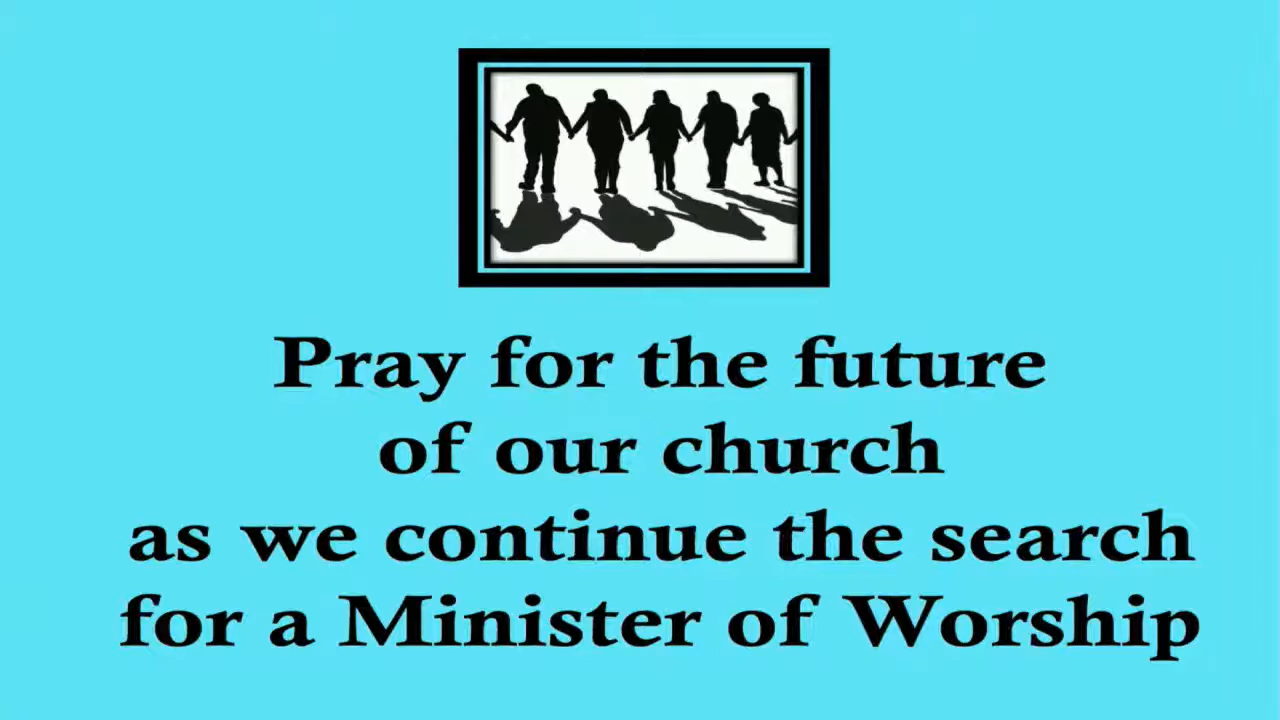 Pray for the future
of our church
as we continue the search
for a Minister of Worship